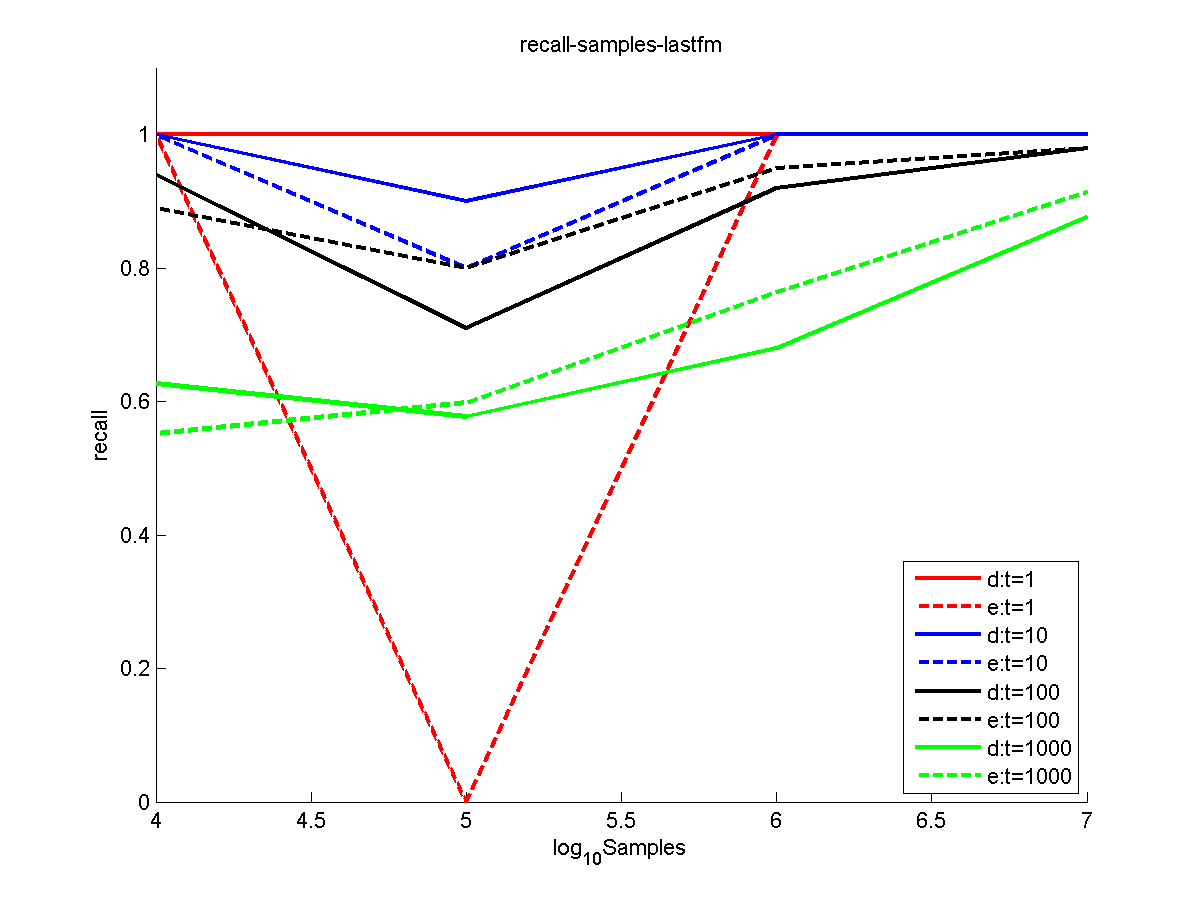 recall-samples-lastfm
1
0.8
0.6
0.4
0.2
0
recall
4
4.5
5
5.5
6
6.5
7
log10Samples
d:t=1
e:t=1
d:t=10
e:t=10
d:t=100
e:t=100
d:t=1000
e:t=1000